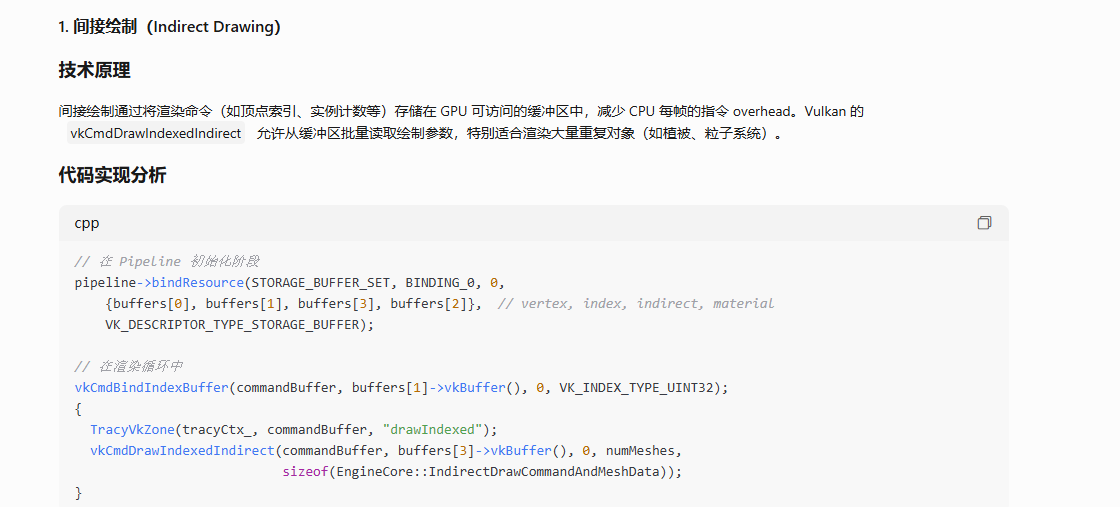 1. 间接绘制（Indirect Drawing）
技术原理
间接绘制通过将渲染命令（如顶点索引、实例计数等）存储在 GPU 可访问的缓冲区中，减少 CPU 每帧的指令 overhead。Vulkan 的
vkCmdDrawIndexedIndirect 允许从缓冲区批量读取绘制参数，特别适合渲染大量重复对象（如植被、粒子系统）。
代码实现分析
cpp
// 在 Pipeline 初始化阶段
pipeline->bindResource(STORAGE_BUFFER_SET, BINDING_0, 0,
    {buffers[0], buffers[1], buffers[3], buffers[2]},  // vertex, index, indirect, material
    VK_DESCRIPTOR_TYPE_STORAGE_BUFFER);
// 在渲染循环中
vkCmdBindIndexBuffer(commandBuffer, buffers[1]->vkBuffer(), 0, VK_INDEX_TYPE_UINT32);
{
  TracyVkZone(tracyCtx_, commandBuffer, "drawIndexed");
  vkCmdDrawIndexedIndirect(commandBuffer, buffers[3]->vkBuffer(), 0, numMeshes,
                           sizeof(EngineCore::IndirectDrawCommandAndMeshData));
}